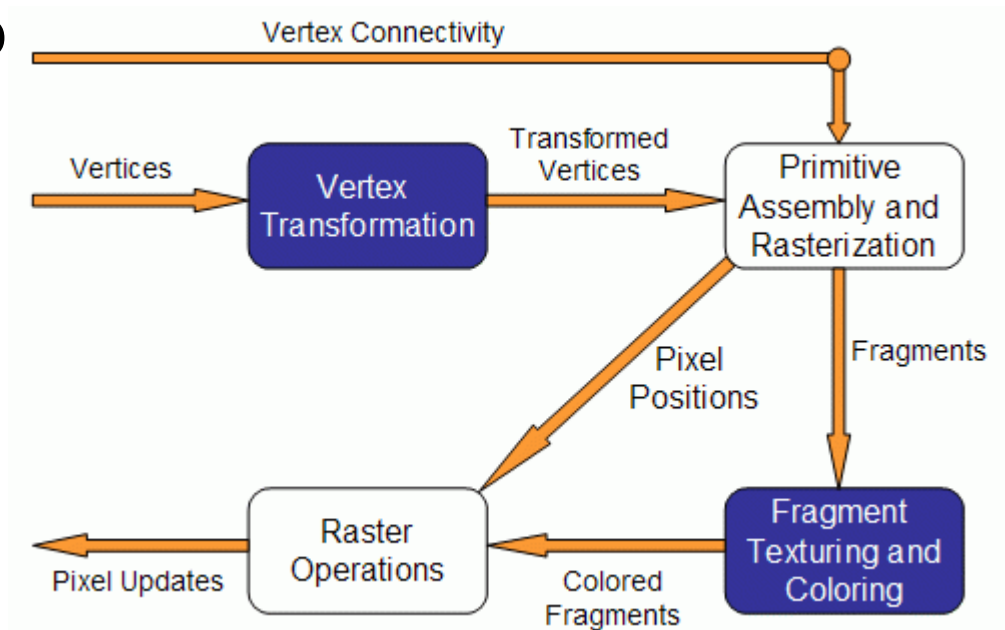 Vertex Connectivity
Vertices
Vertex
Transformation
Transformed
Vertices
Primitive
Assembly and
Rasterization
Pixel
Positions
Fragments
Fragment
Texturing and
Coloring
Colored
Fragments
Raster
Operations
Pixel Updates